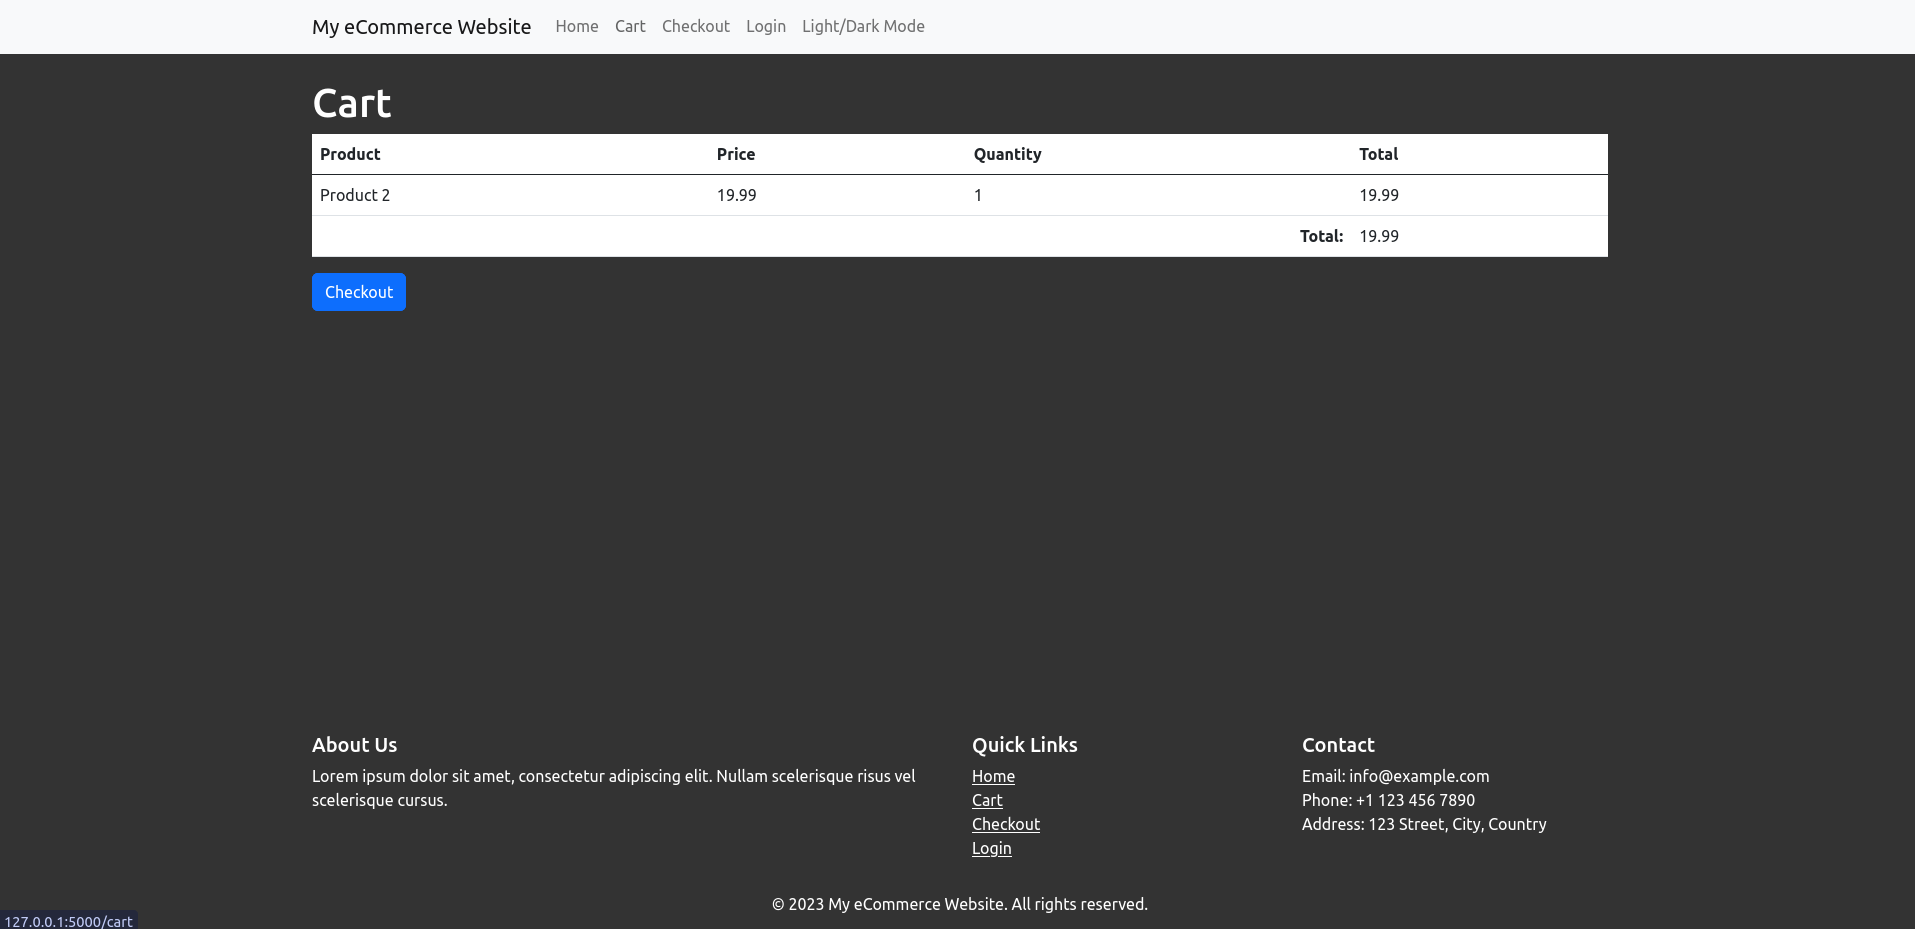 My eCommerce Website Home Cart Checkout Login Light/Dark Mode
Cart
Product Price Quantity Total
Product 2 19.99 1 19.99
Total: 19.99
Checkout
About Us
Lorem ipsum dolor sit amet, consectetur adipiscing elit. Nullam scelerisque risus vel
scelerisque cursus.
Quick Links
Home
Cart
Checkout
Login
Contact
Email: info@example.com
Phone: +1 123 456 7890
Address: 123 Street, City, Country
© 2023 My eCommerce Website. All rights reserved.
127.0.0.1:5000/cart